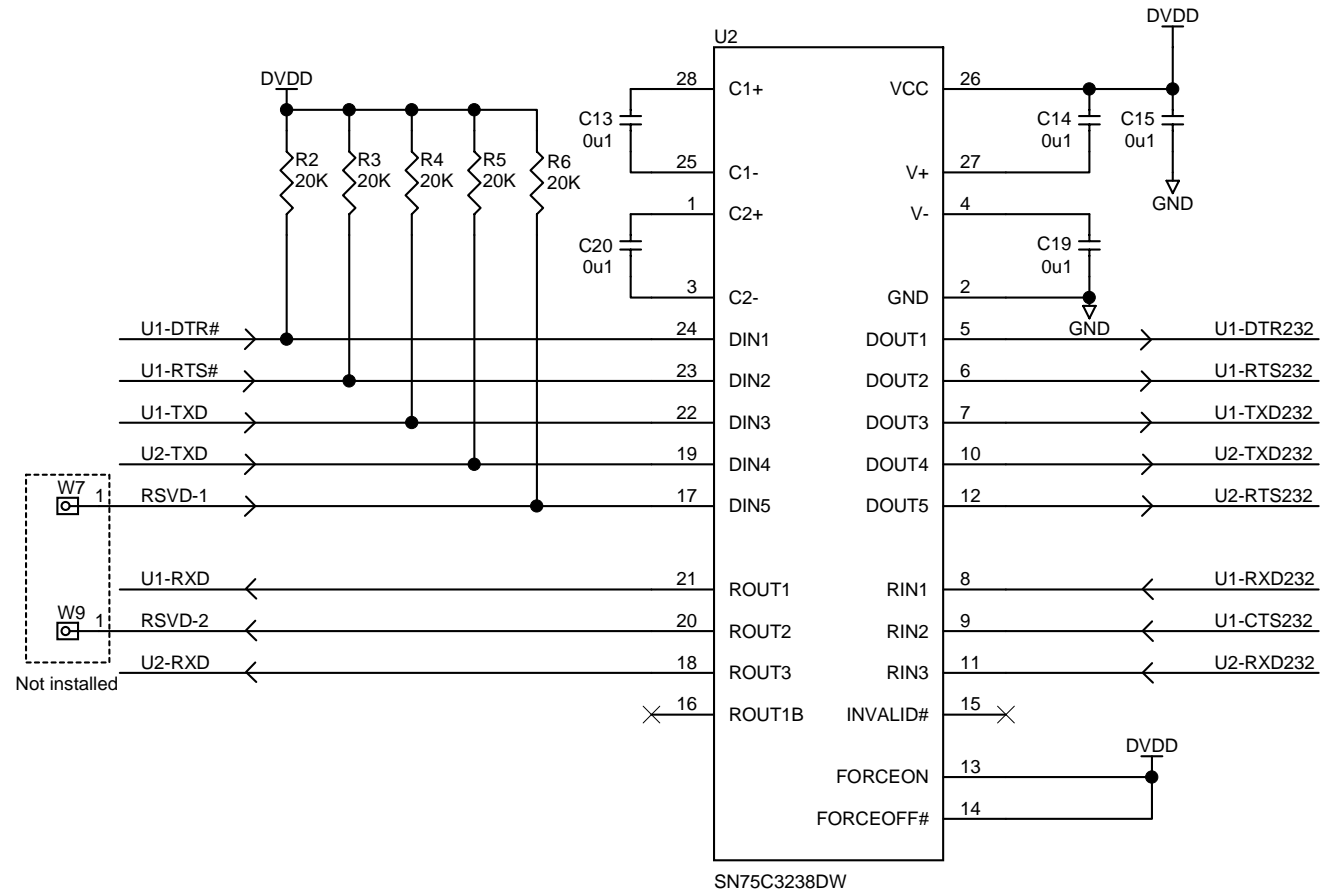 DVDD
U2
DVDD
28 C1+ VCC 26
C13 0u1
C14 0u1
C15 0u1
R2 20K
R3 20K
R4 20K
R5 20K
R6 20K
25 C1- V+ 27
GND
1 C2+ V- 4
C20 0u1
C19 0u1
3 C2- GND 2
GND
U1-DTR# 24 DIN1 DOUT1 5 U1-DTR232
U1-RTS# 23 DIN2 DOUT2 6 U1-RTS232
U1-TXD 22 DIN3 DOUT3 7 U1-TXD232
U2-TXD 19 DIN4 DOUT4 10 U2-TXD232
W7 1 RSVD-1 17 DIN5 DOUT5 12 U2-RTS232
U1-RXD 21 ROUT1 RIN1 8 U1-RXD232
W9 1 RSVD-2 20 ROUT2 RIN2 9 U1-CTS232
U2-RXD 18 ROUT3 RIN3 11 U2-RXD232
Not installed
16 ROUT1B INVALID# 15
DVDD
FORCEON 13
FORCEOFF# 14
SN75C3238DW